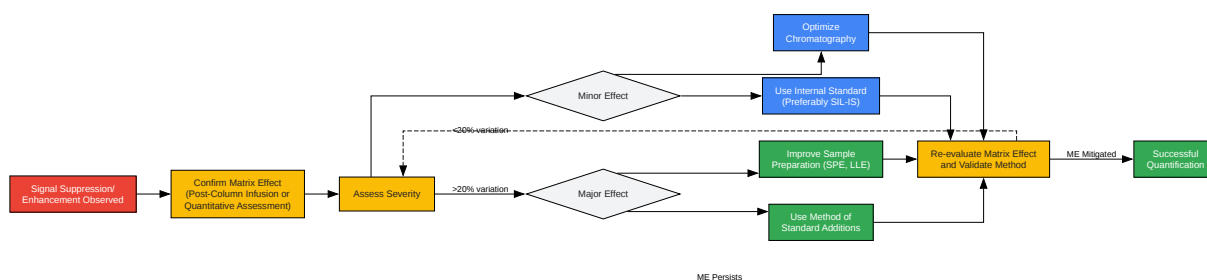 Signal Suppression/
Enhancement Observed
Confirm Matrix Effect
(Post-Column Infusion or
Quantitative Assessment)
Assess Severity
<20% variation
>20% variation
Minor Effect
Major Effect
Optimize
Chromatography
Use Internal Standard
(Preferably SIL-IS)
Improve Sample
Preparation (SPE, LLE)
Use Method of
Standard Additions
Re-evaluate Matrix Effect
and Validate Method
ME Mitigated
Successful
Quantification
ME Persists